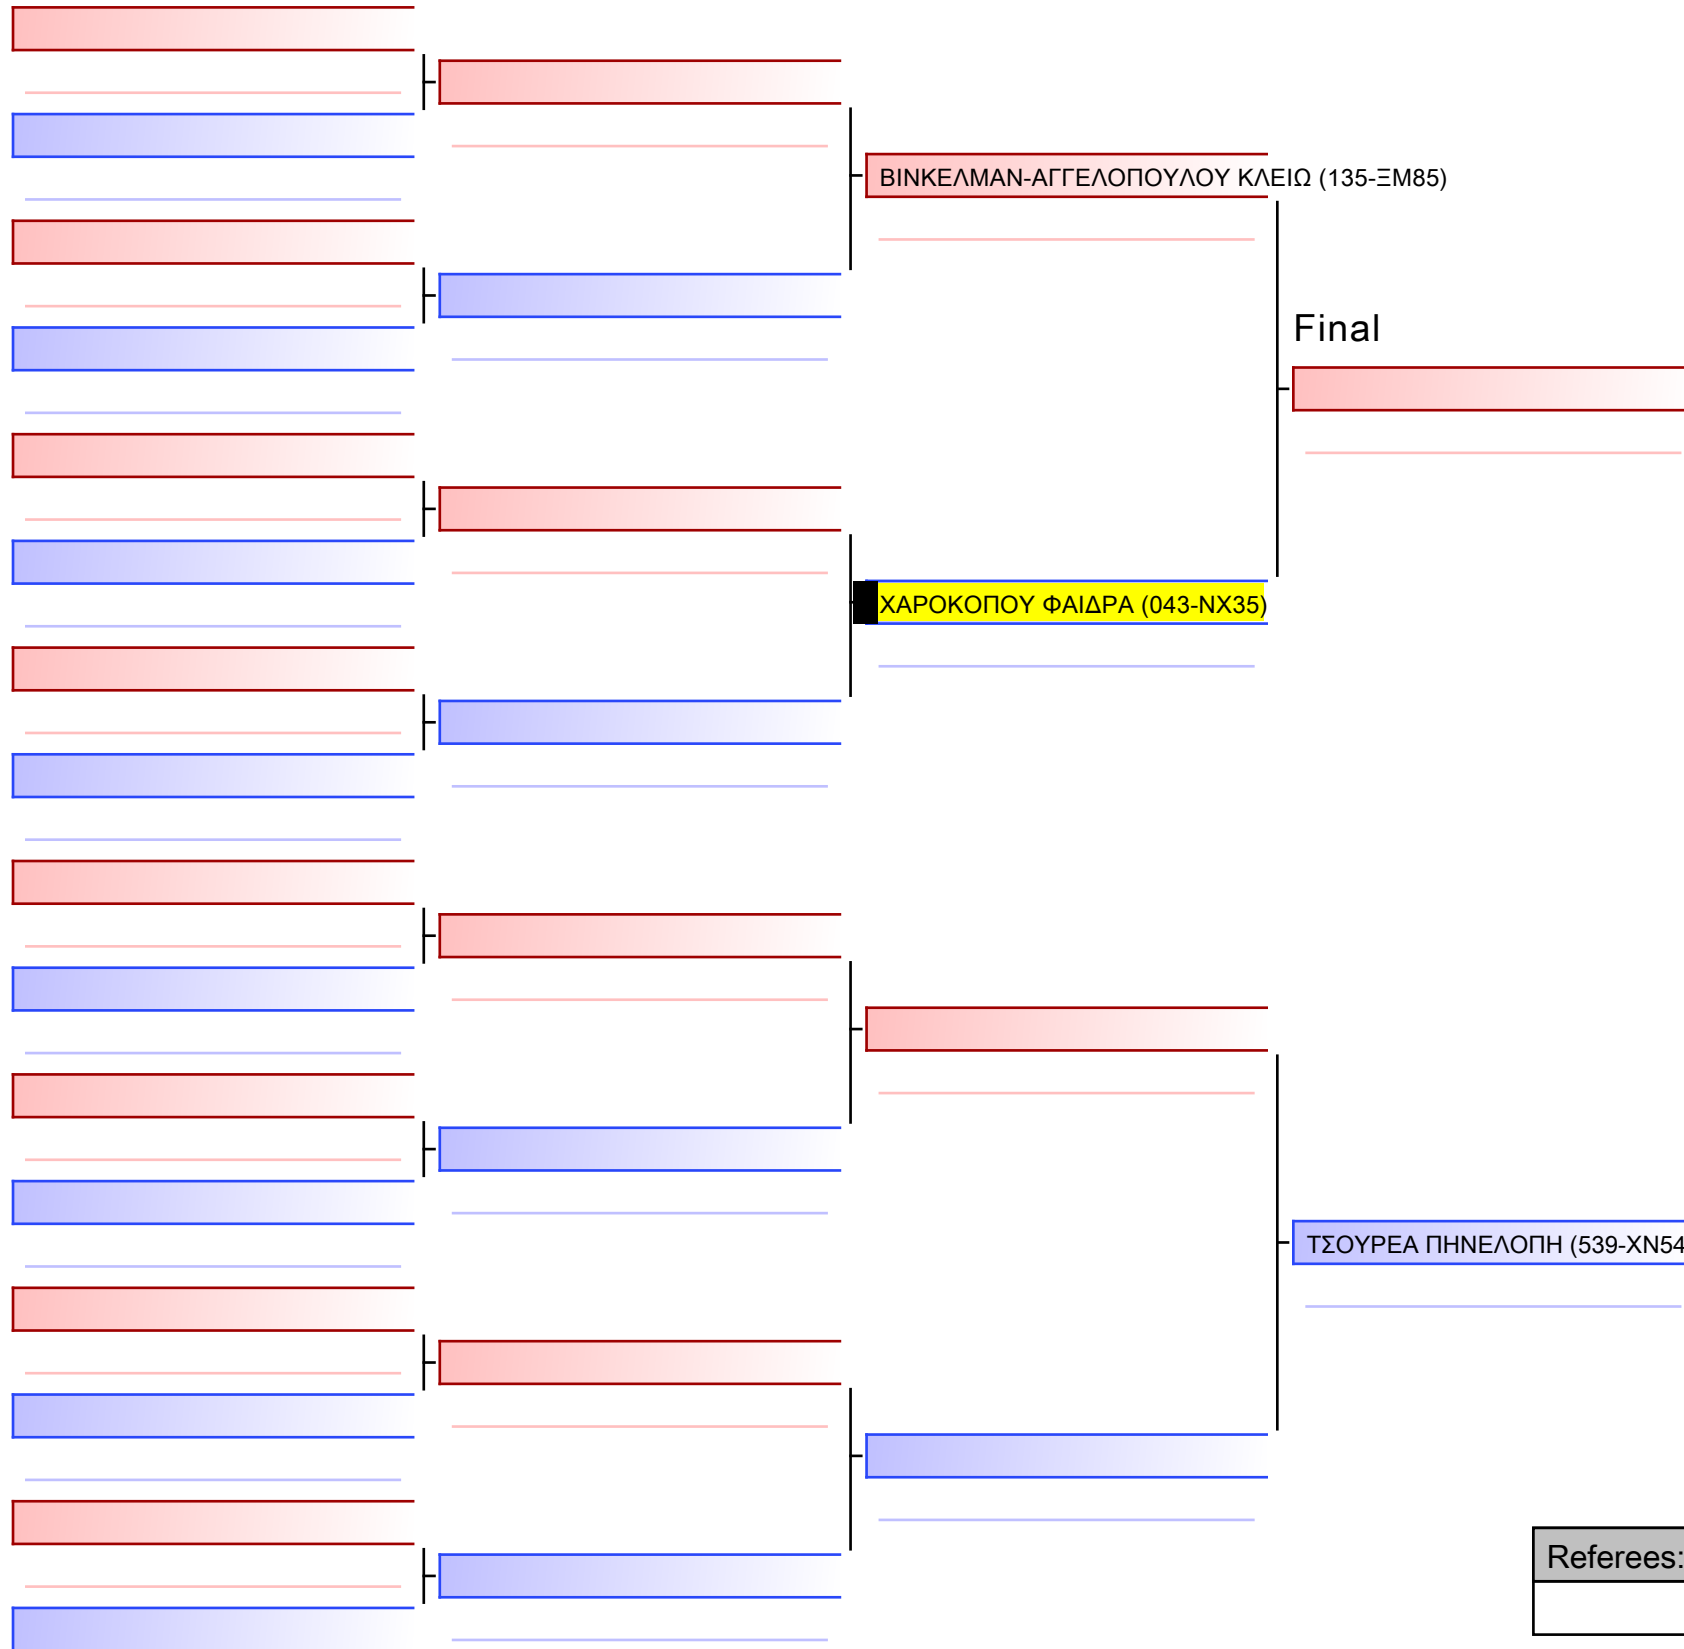 ΒΙΝΚΕΛΜΑΝ-ΑΓΓΕΛΟΠΟΥΛΟΥ ΚΛΕΙΩ (135-ΞΜ85)
Final
ΧΑΡΟΚΟΠΟΥ ΦΑΙΔΡΑ (043-ΝΧ35)
ΤΣΟΥΡΕΑ ΠΗΝΕΛΟΠΗ (539-ΧΝ54
Referees: